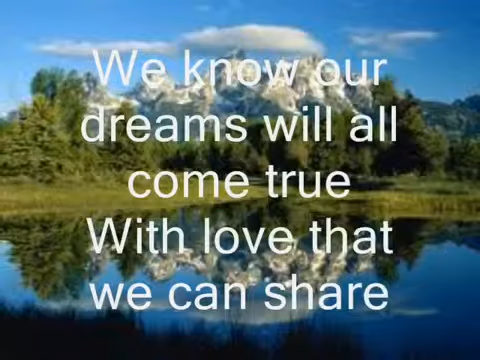 We know our
dreams will all
come true
With love that
we can share